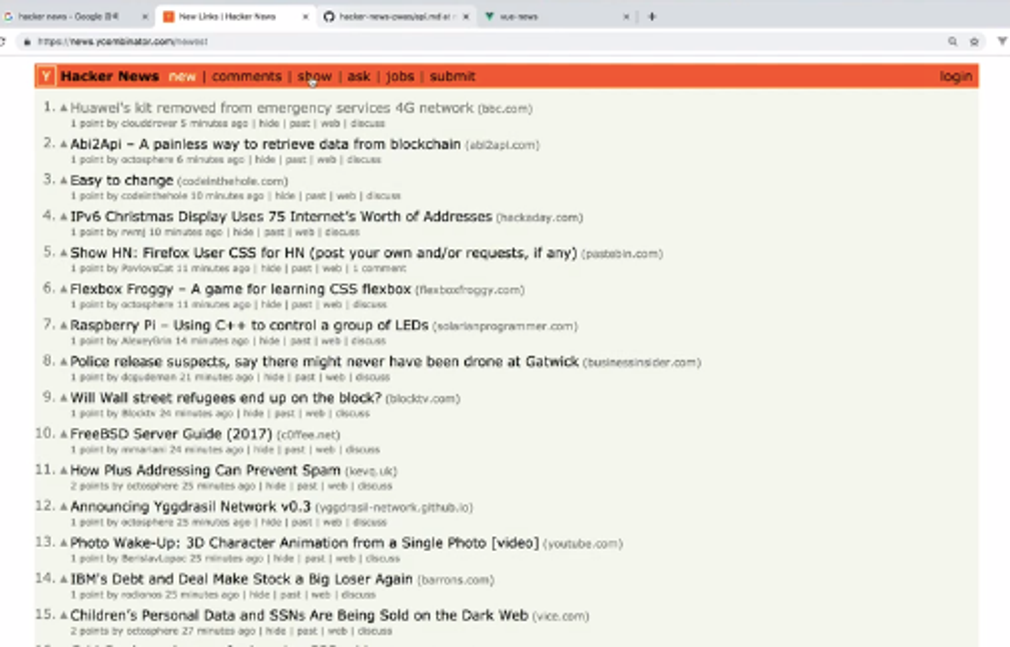 hacker news - Google
New Links | Hacker News
hacker-news-pwas/api.md at
vue-news
https://news.ycombinator.com/newest
Y Hacker News new | comments | show | ask | jobs | submit login
1. Huawei's kit removed from emergency services 4G network (bbc.com)
1 point by clouddrover 5 minutes ago | hide | past | web | discuss
2. Abi2Api – A painless way to retrieve data from blockchain (abi2api.com)
1 point by octosphere 6 minutes ago | hide | past | web | discuss
3. Easy to change (codeinthehole.com)
1 point by codeinthehole 10 minutes ago | hide | past | web | discuss
4. IPv6 Christmas Display Uses 75 Internet's Worth of Addresses (hackaday.com)
1 point by rwmj 10 minutes ago | hide | past | web | discuss
5. Show HN: Firefox User CSS for HN (post your own and/or requests, if any) (pastebin.com)
1 point by PavlovsCat 11 minutes ago | hide | past | web | 1 comment
6. Flexbox Froggy – A game for learning CSS flexbox (flexboxfroggy.com)
1 point by octosphere 11 minutes ago | hide | past | web | discuss
7. Raspberry Pi – Using C++ to control a group of LEDs (solarianprogrammer.com)
1 point by AlexeyBrin 14 minutes ago | hide | past | web | discuss
8. Police release suspects, say there might never have been drone at Gatwick (businessinsider.com)
1 point by dcgudeman 21 minutes ago | hide | past | web | discuss
9. Will Wall street refugees end up on the block? (blocktv.com)
1 point by Blocktv 24 minutes ago | hide | past | web | discuss
10. FreeBSD Server Guide (2017) (c0ffee.net)
1 point by mmariani 24 minutes ago | hide | past | web | discuss
11. How Plus Addressing Can Prevent Spam (kevq.uk)
2 points by octosphere 25 minutes ago | hide | past | web | discuss
12. Announcing Yggdrasil Network v0.3 (yggdrasil-network.github.io)
1 point by octosphere 25 minutes ago | hide | past | web | discuss
13. Photo Wake-Up: 3D Character Animation from a Single Photo [video] (youtube.com)
1 point by BerislavLopac 25 minutes ago | hide | past | web | discuss
14. IBM's Debt and Deal Make Stock a Big Loser Again (barrons.com)
1 point by rodionos 25 minutes ago | hide | past | web | discuss
15. Children's Personal Data and SSNs Are Being Sold on the Dark Web (vice.com)
2 points by octosphere 27 minutes ago | hide | past | web | discuss